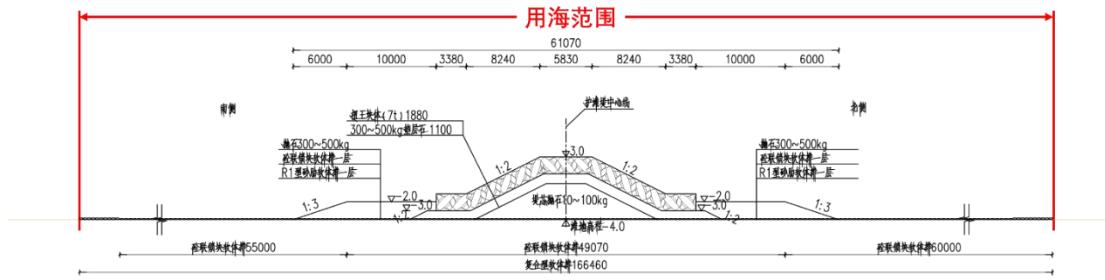 用海范围
61070
6000 10000 3380 8240 5830 8240 3380 10000 6000
南侧
北侧
护滩堤中心线
扭王块体(7t)1880
300~500kg垫层石1100
抛石300~500kg
砼联锁块软体排一层
R1型砂肋软体排一层
抛石300~500kg
砼联锁块软体排一层
R1型砂肋软体排一层
3.0
1:2
1:2
-2.0
-3.0
1:3
1:2
堤芯抛石10~100kg
-2.0
-3.0
1:2
1:3
滩地高程-4.0
砼联锁块软体排55000
砼联锁块软体排49070
砼联锁块软体排60000
复合型软体排166460